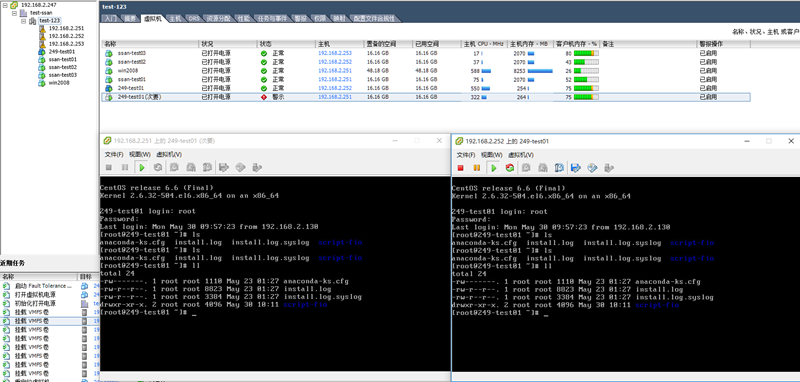 192.168.2.247
test-ssan
test-123
192.168.2.251
192.168.2.252
192.168.2.253
249-test01
ssan-test01
ssan-test02
ssan-test03
win2008
test-123
入门 摘要 虚拟机 主机 DRS 资源分配 性能 任务与事件 警报 权限 映射 配置文件合规性
名称、状况、主机 或客户
名称 状况 状态 主机 置备的空间 已用空间 主机 CPU - MHz 主机内存 - MB 客户机内存 - % 备注 警报操作
ssan-test03 已打开电源 正常 192.168.2.253 16.16 GB 16.16 GB 17 2070 80 已启用
ssan-test02 已打开电源 正常 192.168.2.252 16.16 GB 16.16 GB 37 2070 43 已启用
win2008 已打开电源 正常 192.168.2.251 48.18 GB 48.18 GB 588 8253 26 已启用
ssan-test01 已打开电源 正常 192.168.2.251 16.16 GB 16.16 GB 75 2070 52 已启用
249-test01 已打开电源 正常 192.168.2.252 16.16 GB 16.16 GB 550 254 75 已启用
249-test01 (次要) 已打开电源 警示 192.168.2.251 16.16 GB 16.16 GB 322 264 75 已启用
192.168.2.251 上的 249-test01 (次要)
文件(F) 视图(W) 虚拟机(V)
CentOS release 6.6 (Final)
Kernel 2.6.32-504.el6.x86_64 on an x86_64
249-test01 login: root
Password:
Last login: Mon May 30 09:57:23 from 192.168.2.130
[root@249-test01 ~]# ls
anaconda-ks.cfg install.log install.log.syslog script-fio
[root@249-test01 ~]# ls
anaconda-ks.cfg install.log install.log.syslog script-fio
[root@249-test01 ~]# ll
total 24
-rw-------. 1 root root 1110 May 23 01:27 anaconda-ks.cfg
-rw-r--r--. 1 root root 8823 May 23 01:27 install.log
-rw-r--r--. 1 root root 3384 May 23 01:27 install.log.syslog
drwxr-xr-x. 2 root root 4096 May 30 10:11 script-fio
[root@249-test01 ~]# _
192.168.2.252 上的 249-test01
文件(F) 视图(W) 虚拟机(V)
CentOS release 6.6 (Final)
Kernel 2.6.32-504.el6.x86_64 on an x86_64
249-test01 login: root
Password:
Last login: Mon May 30 09:57:23 from 192.168.2.130
[root@249-test01 ~]# ls
anaconda-ks.cfg install.log install.log.syslog script-fio
[root@249-test01 ~]# ls
anaconda-ks.cfg install.log install.log.syslog script-fio
[root@249-test01 ~]# ll
total 24
-rw-------. 1 root root 1110 May 23 01:27 anaconda-ks.cfg
-rw-r--r--. 1 root root 8823 May 23 01:27 install.log
-rw-r--r--. 1 root root 3384 May 23 01:27 install.log.syslog
drwxr-xr-x. 2 root root 4096 May 30 10:11 script-fio
[root@249-test01 ~]# _
近期任务
名称 目标
启动 Fault Tolerance ... 24
打开虚拟机电源 24
初始化打开电源 te
挂载 VMFS 卷 19
挂载 VMFS 卷 19
挂载 VMFS 卷 19
挂载 VMFS 卷 19
挂载 VMFS 卷 19
挂载 VMFS 卷 19
挂载 VMFS 卷 19